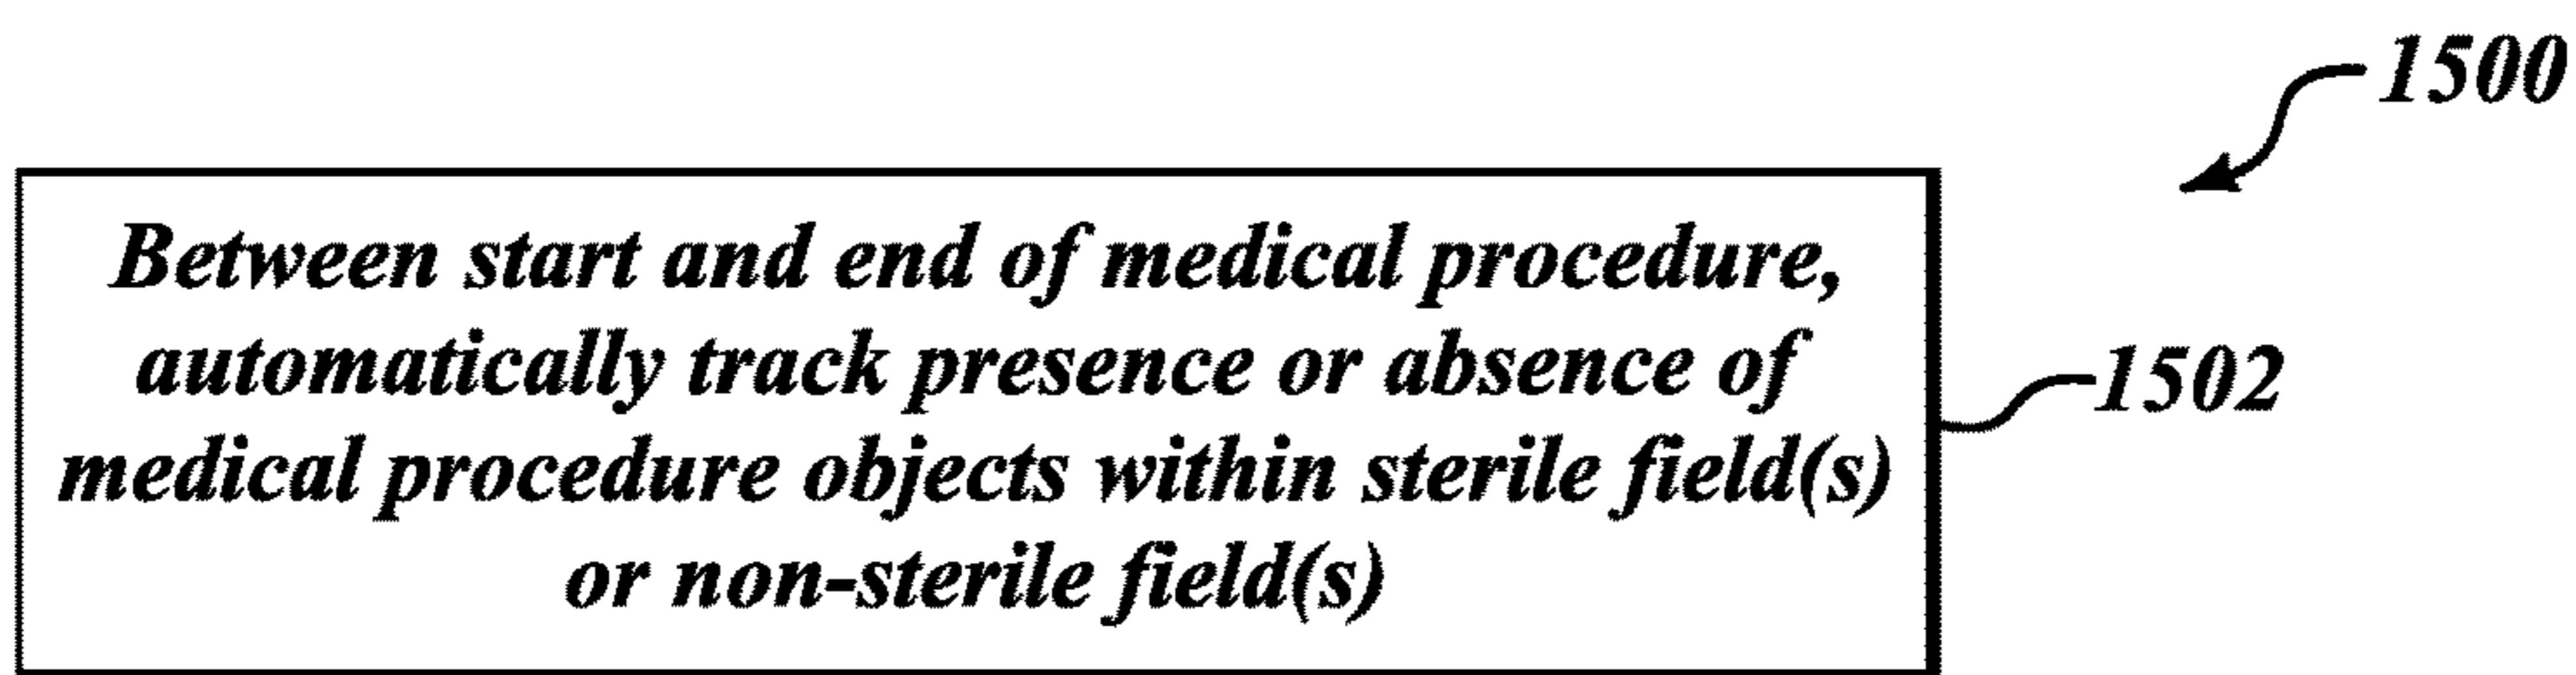 1500
Between start and end of medical procedure,
automatically track presence or absence of
medical procedure objects within sterile field(s)
or non-sterile field(s)
1502